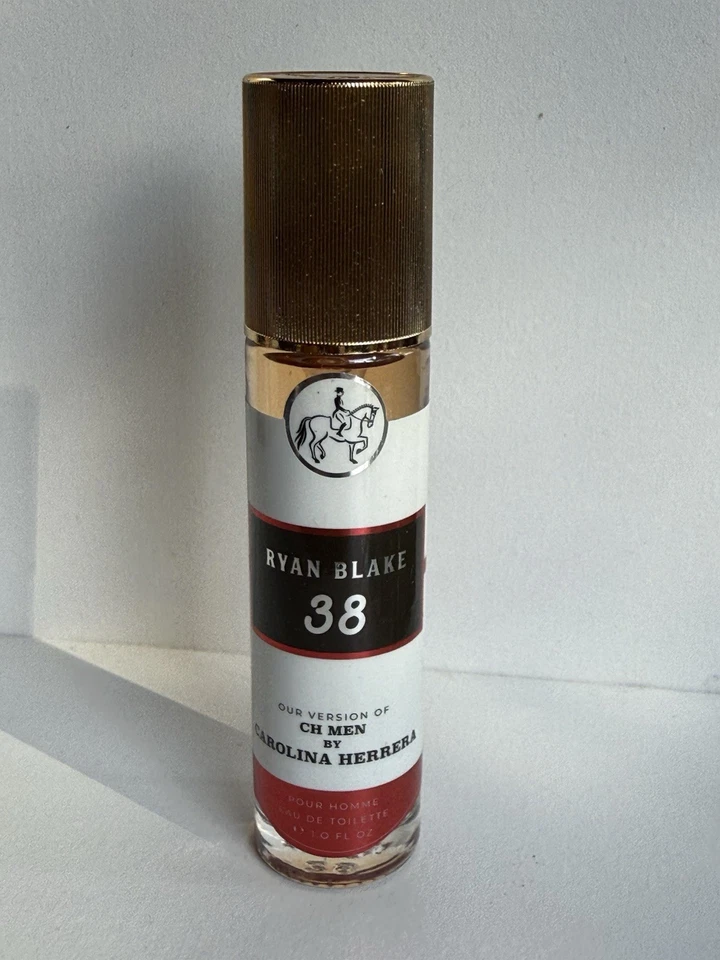 RYAN BLAKE
38
OUR VERSION OF
CH MEN
BY
CAROLINA HERRERA
POUR HOMME
EAU DE TOILETTE
1.0 FL OZ